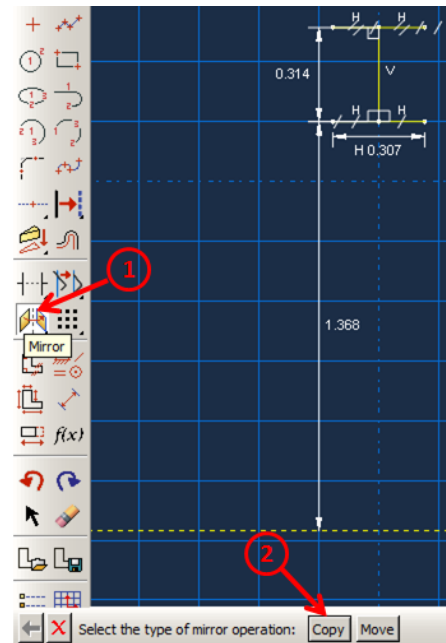 H H
0.314
V
H H
H 0.307
1
1.368
Mirror
f(x)
2
Select the type of mirror operation: Copy Move